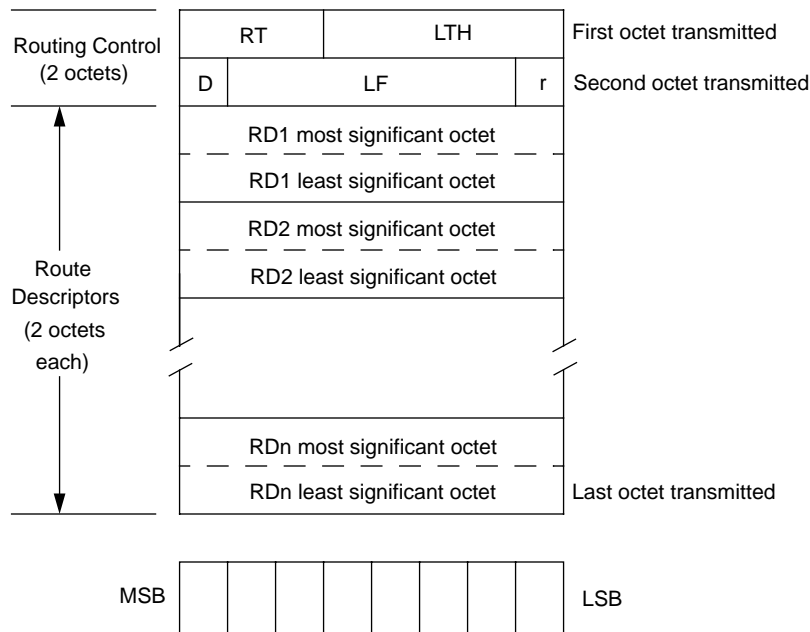 Routing Control
(2 octets)
RT
LTH
First octet transmitted
D
LF
r
Second octet transmitted
RD1 most significant octet
RD1 least significant octet
RD2 most significant octet
RD2 least significant octet
Route
Descriptors
(2 octets
each)
RDn most significant octet
RDn least significant octet
Last octet transmitted
MSB
LSB